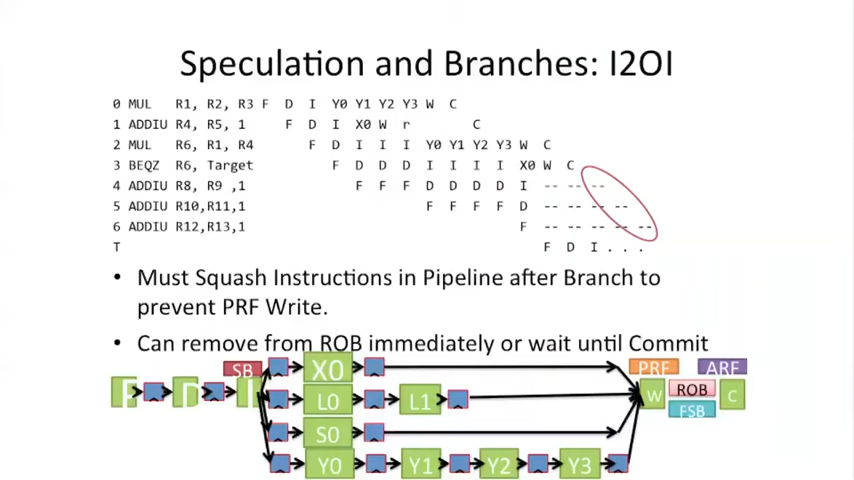 Speculation and Branches: I2OI
0 MUL R1, R2, R3 F D I Y0 Y1 Y2 Y3 W C
1 ADDIU R4, R5, 1 F D I X0 W r C
2 MUL R6, R1, R4 F D I I I Y0 Y1 Y2 Y3 W C
3 BEQZ R6, Target F D D D I I I I X0 W C
4 ADDIU R8, R9 ,1 F F F D D D D I -- -- --
5 ADDIU R10,R11,1 F F F F D -- -- -- --
6 ADDIU R12,R13,1 F -- -- -- -- --
T F D I . . .
• Must Squash Instructions in Pipeline after Branch to
prevent PRF Write.
• Can remove from ROB immediately or wait until Commit
SB X0 PRF ARF
F D I L0 L1 W ROB C
FSB
S0
Y0 Y1 Y2 Y3